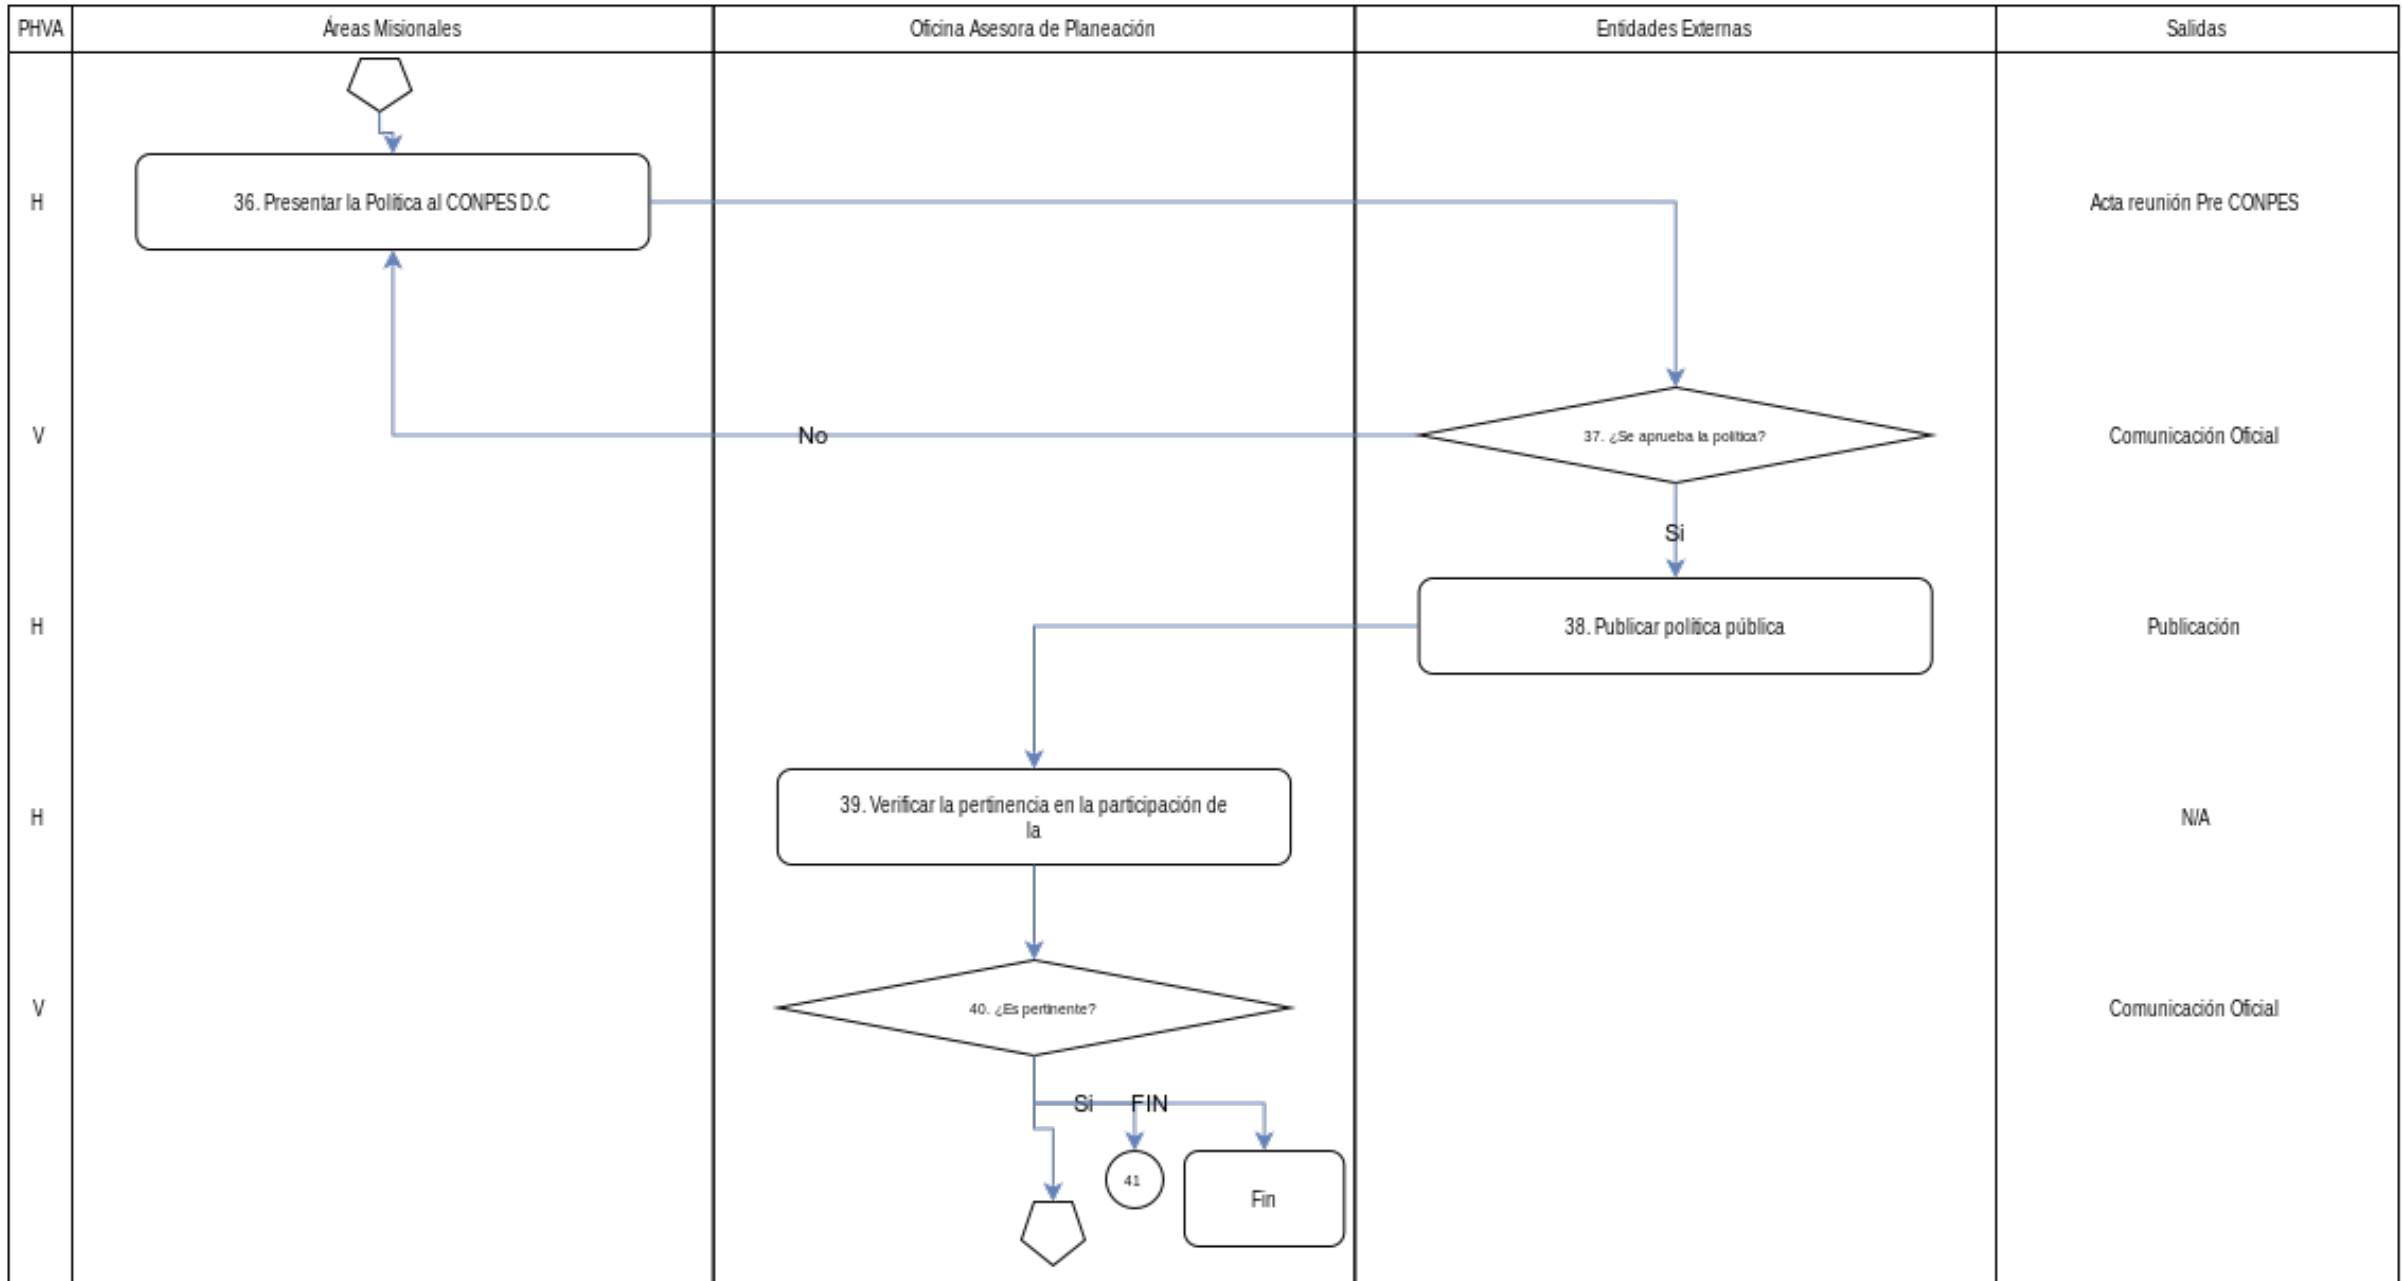 PHVA
Áreas Misionales
Oficina Asesora de Planeación
Entidades Externas
Salidas
H
36. Presentar la Política al CONPES D.C
Acta reunión Pre CONPES
V
No
37. ¿Se aprueba la política?
Comunicación Oficial
Si
H
38. Publicar política pública
Publicación
H
39. Verificar la pertinencia en la participación de
la
N/A
V
40. ¿Es pertinente?
Comunicación Oficial
Si
FIN
41
Fin